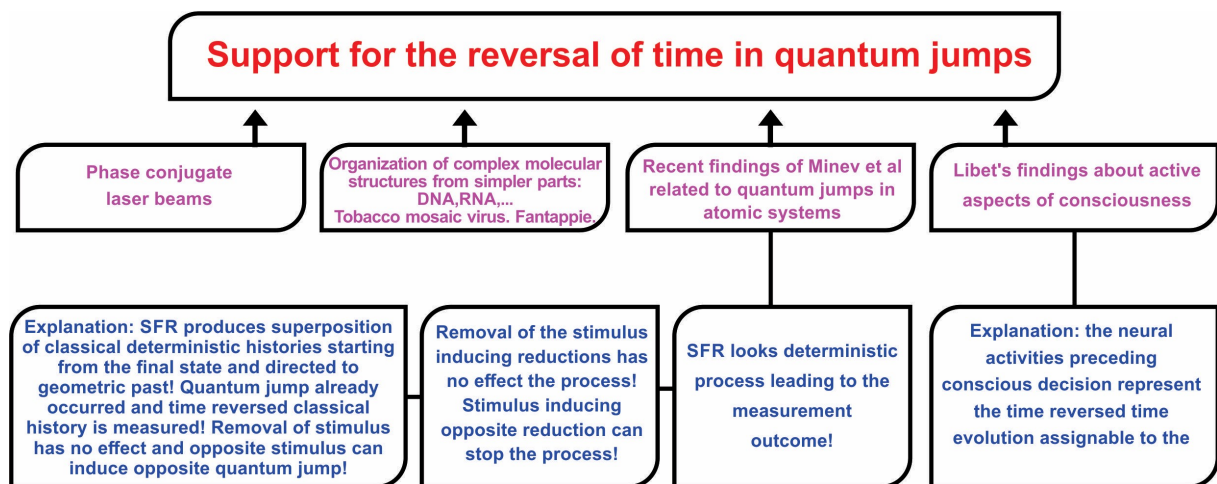 Support for the reversal of time in quantum jumps
Phase conjugate
laser beams
Organization of complex molecular
structures from simpler parts:
DNA,RNA,...
Tobacco mosaic virus. Fantappie.
Recent findings of Minev et al
related to quantum jumps in
atomic systems
Libet's findings about active
aspects of consciousness
Explanation: SFR produces superposition
of classical deterministic histories starting
from the final state and directed to
geometric past! Quantum jump already
occurred and time reversed classical
history is measured! Removal of stimulus
has no effect and opposite stimulus can
induce opposite quantum jump!
Removal of the stimulus
inducing reductions has
no effect the process!
Stimulus inducing
opposite reduction can
stop the process!
SFR looks deterministic
process leading to the
measurement
outcome!
Explanation: the neural
activities preceding
conscious decision represent
the time reversed time
evolution assignable to the